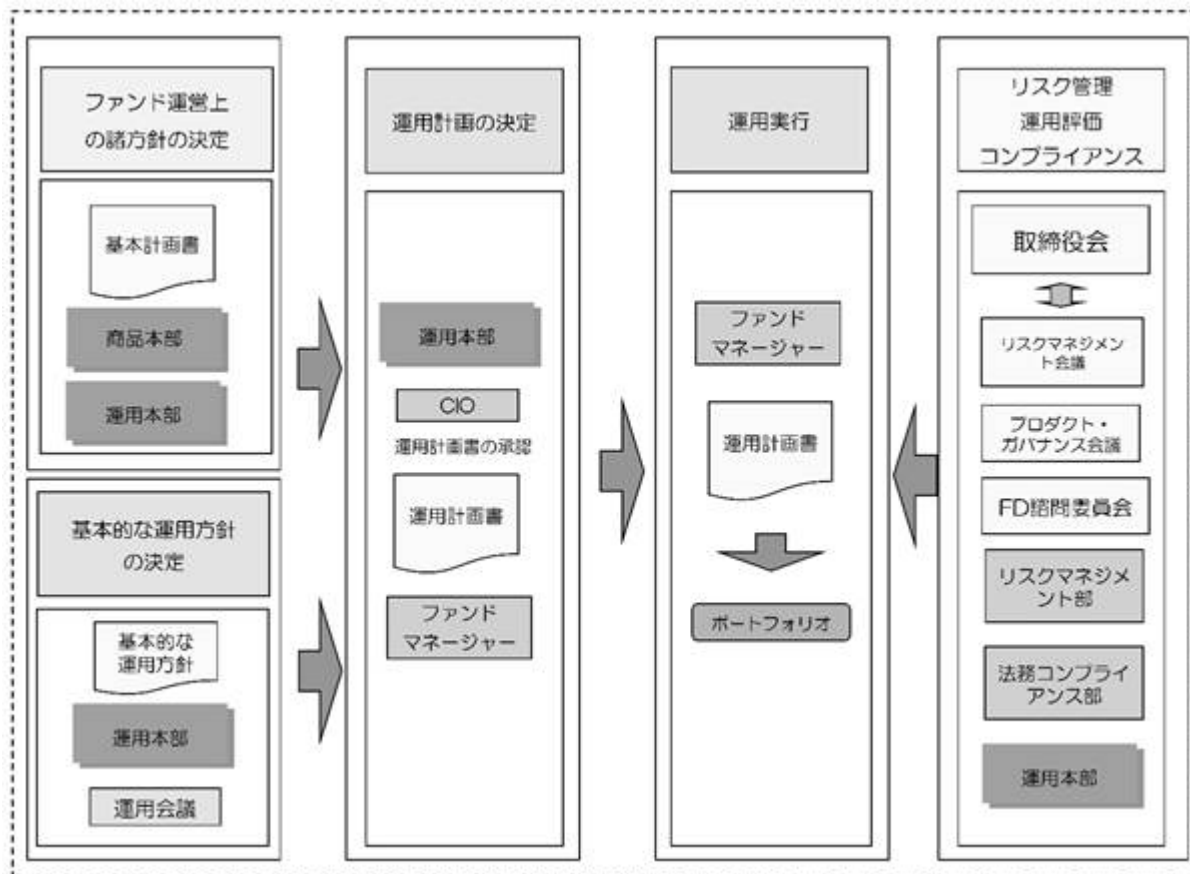 ファンド運営上
の諸方針の決定
基本計画書
商品本部
運用本部
基本的な運用方針
の決定
基本的な
運用方針
運用本部
運用会議
運用計画の決定
運用本部
CIO
運用計画書の承認
運用計画書
ファンド
マネージャー
運用実行
ファンド
マネージャー
運用計画書
ポートフォリオ
リスク管理
運用評価
コンプライアンス
取締役会
リスクマネジメン
ト会議
プロダクト・
ガバナンス会議
FD諮問委員会
リスクマネジメ
ント部
法務コンプライ
アンス部
運用本部